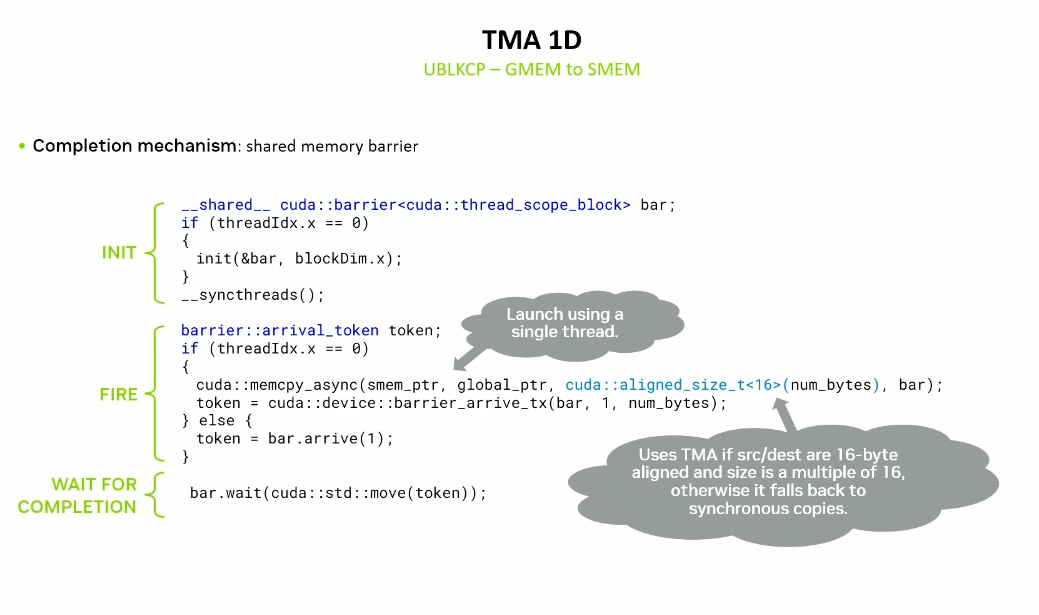 TMA 1D
UBLKCP – GMEM to SMEM
• Completion mechanism: shared memory barrier
INIT
__shared__ cuda::barrier<cuda::thread_scope_block> bar;
if (threadIdx.x == 0)
{
  init(&bar, blockDim.x);
}
__syncthreads();
Launch using a
single thread.
FIRE
barrier::arrival_token token;
if (threadIdx.x == 0)
{
  cuda::memcpy_async(smem_ptr, global_ptr, cuda::aligned_size_t<16>(num_bytes), bar);
  token = cuda::device::barrier_arrive_tx(bar, 1, num_bytes);
} else {
  token = bar.arrive(1);
}
Uses TMA if src/dest are 16-byte
aligned and size is a multiple of 16,
otherwise it falls back to
synchronous copies.
WAIT FOR
COMPLETION
bar.wait(cuda::std::move(token));